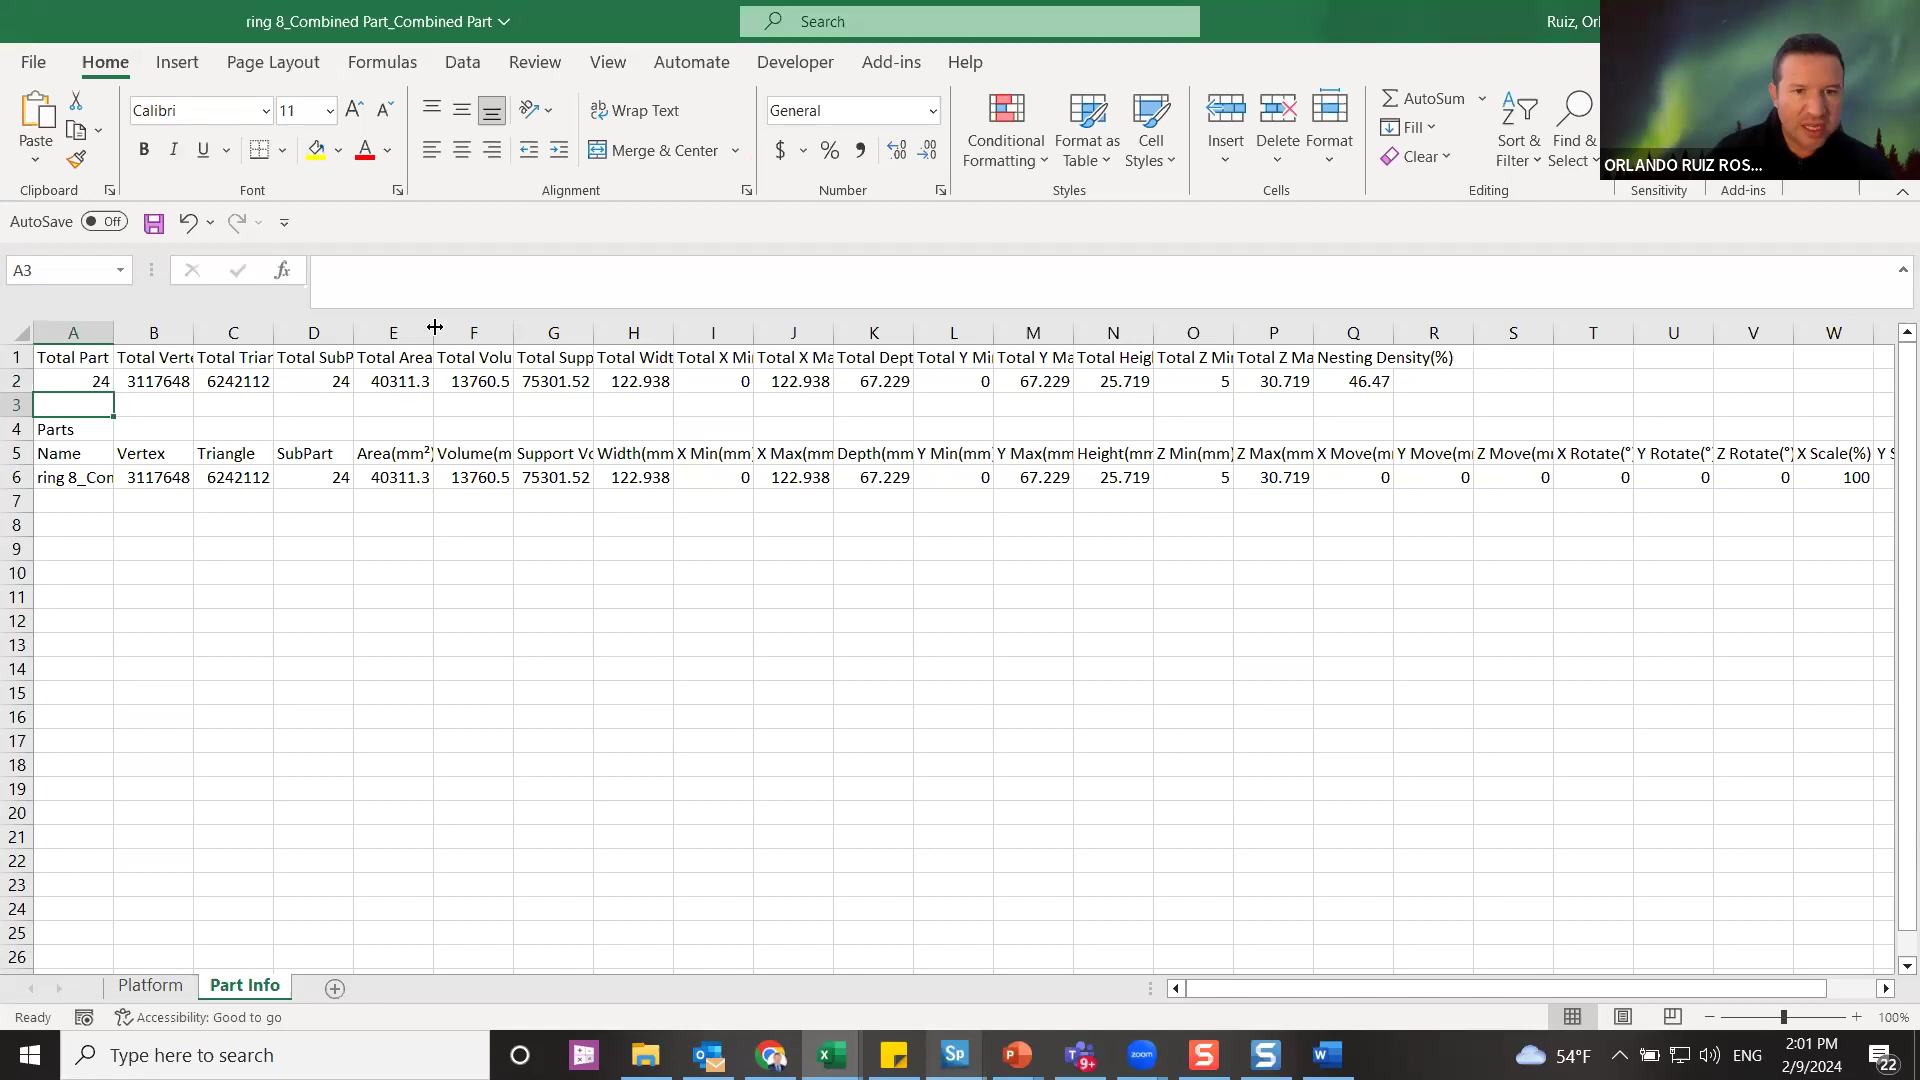 ring 8_Combined Part_Combined Part
Search
Ruiz, Orl
File Home Insert Page Layout Formulas Data Review View Automate Developer Add-ins Help
Paste
Calibri 11
B I U A
Wrap Text
Merge & Center
General
$ % ,
Conditional Formatting
Format as Table
Cell Styles
Insert
Delete
Format
AutoSum
Fill
Clear
Sort & Filter
Find & Select
ORLANDO RUIZ ROS...
Clipboard Font Alignment Number Styles Cells Editing Sensitivity Add-ins
AutoSave Off
A3 fx
A B C D E F G H I J K L M N O P Q R S T U V W
1 Total Part Total Verte Total Trian Total SubP Total Area Total Volu Total Supp Total Widt Total X Mi Total X Ma Total Dept Total Y Mi Total Y Ma Total Heig Total Z Mi Total Z Ma Nesting Density(%)
2 24 3117648 6242112 24 40311.3 13760.5 75301.52 122.938 0 122.938 67.229 0 67.229 25.719 5 30.719 46.47
3
4 Parts
5 Name Vertex Triangle SubPart Area(mm²) Volume(m Support Vo Width(mm X Min(mm) X Max(mm Depth(mm Y Min(mm) Y Max(mm Height(mm Z Min(mm) Z Max(mm X Move(m Y Move(m Z Move(m X Rotate(° Y Rotate(° Z Rotate(°) X Scale(%) Y S
6 ring 8_Con 3117648 6242112 24 40311.3 13760.5 75301.52 122.938 0 122.938 67.229 0 67.229 25.719 5 30.719 0 0 0 0 0 0 100
7
8
9
10
11
12
13
14
15
16
17
18
19
20
21
22
23
24
25
26
Platform Part Info
Ready Accessibility: Good to go 100%
Type here to search
Sp
9+
zoom
54°F
ENG
2:01 PM
2/9/2024
22